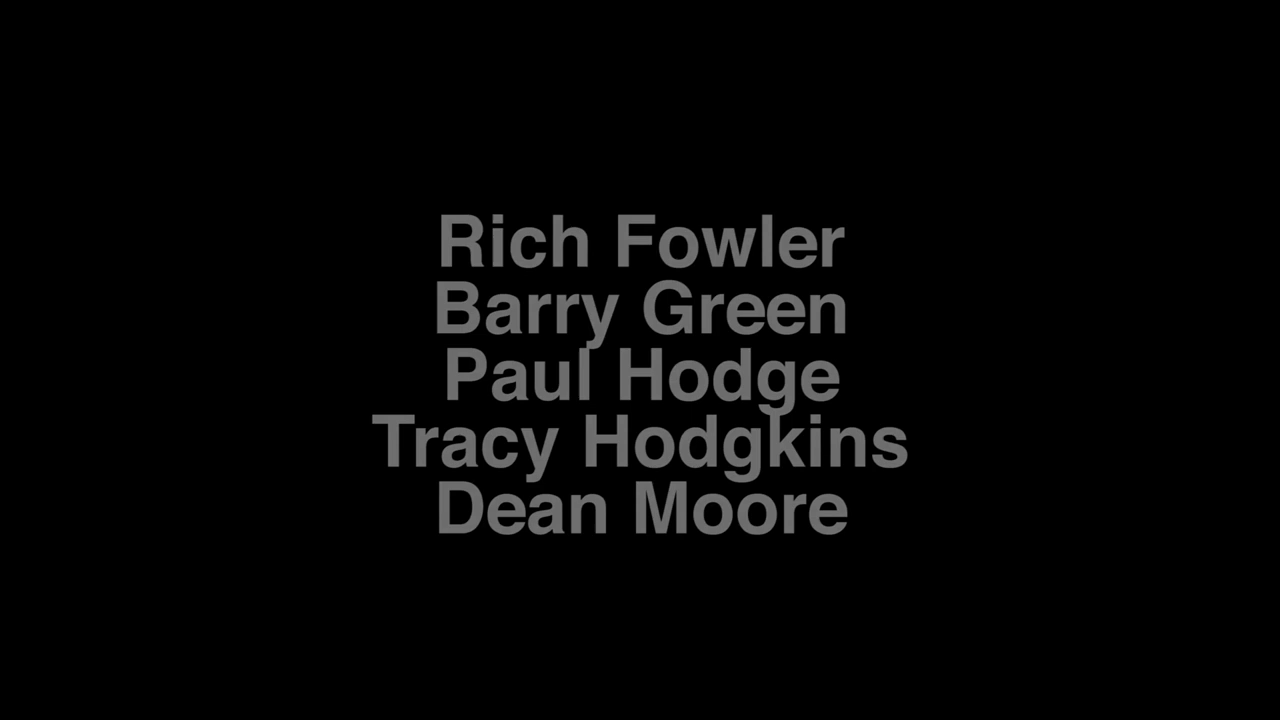 Rich Fowler
Barry Green
Paul Hodge
Tracy Hodgkins
Dean Moore